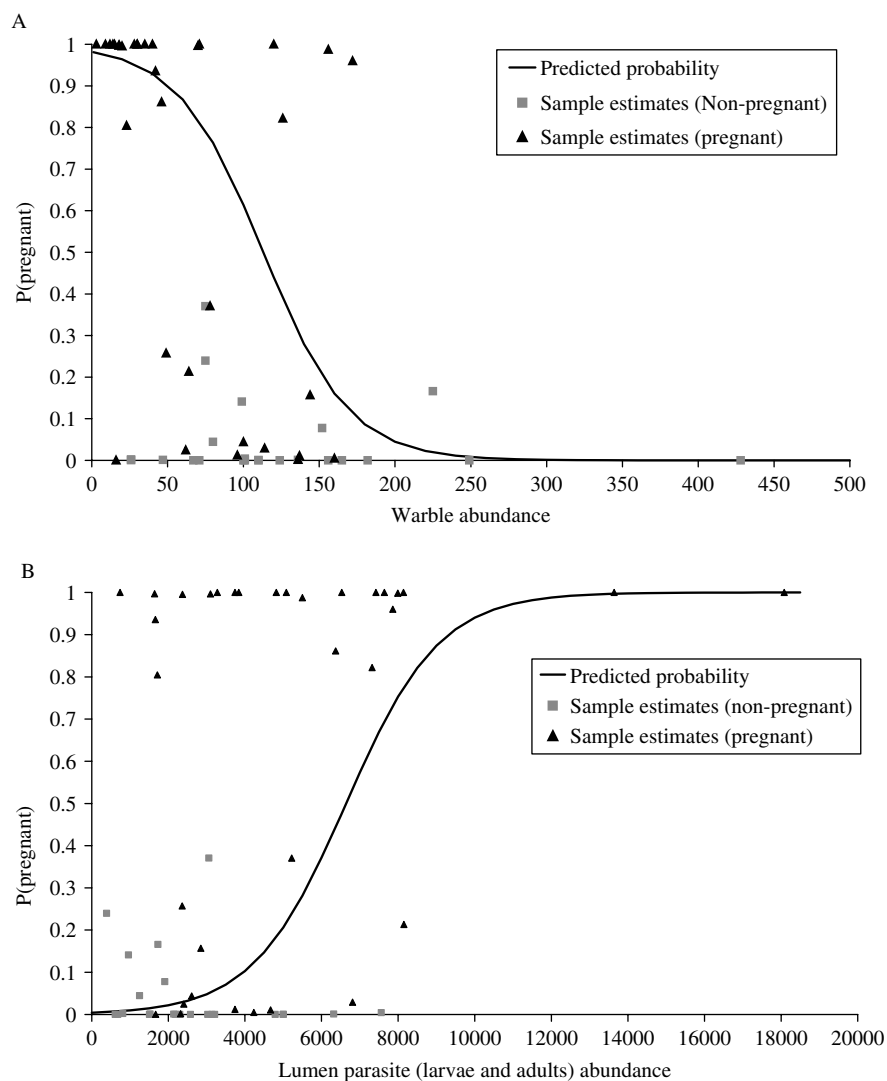 A
P(pregnant)
1
0.9
0.8
0.7
0.6
0.5
0.4
0.3
0.2
0.1
0
Predicted probability
Sample estimates (Non-pregnant)
Sample estimates (pregnant)
0 50 100 150 200 250 300 350 400 450 500
Warble abundance
B
P(pregnant)
1
0.9
0.8
0.7
0.6
0.5
0.4
0.3
0.2
0.1
0
Predicted probability
Sample estimates (non-pregnant)
Sample estimates (pregnant)
0 2000 4000 6000 8000 10000 12000 14000 16000 18000 20000
Lumen parasite (larvae and adults) abundance